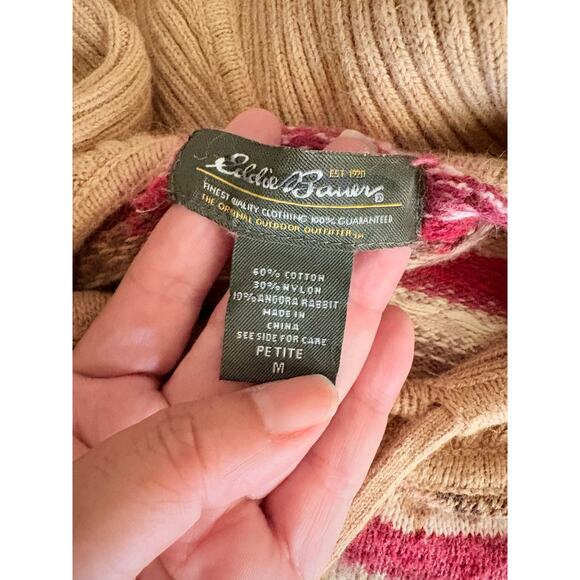 Eddie Bauer® EST 1920
FINEST QUALITY CLOTHING 100% GUARANTEED
THE ORIGINAL OUTDOOR OUTFITTER™
60% COTTON
30% NYLON
10% ANGORA RABBIT
MADE IN
CHINA
SEE SIDE FOR CARE
PETITE
M